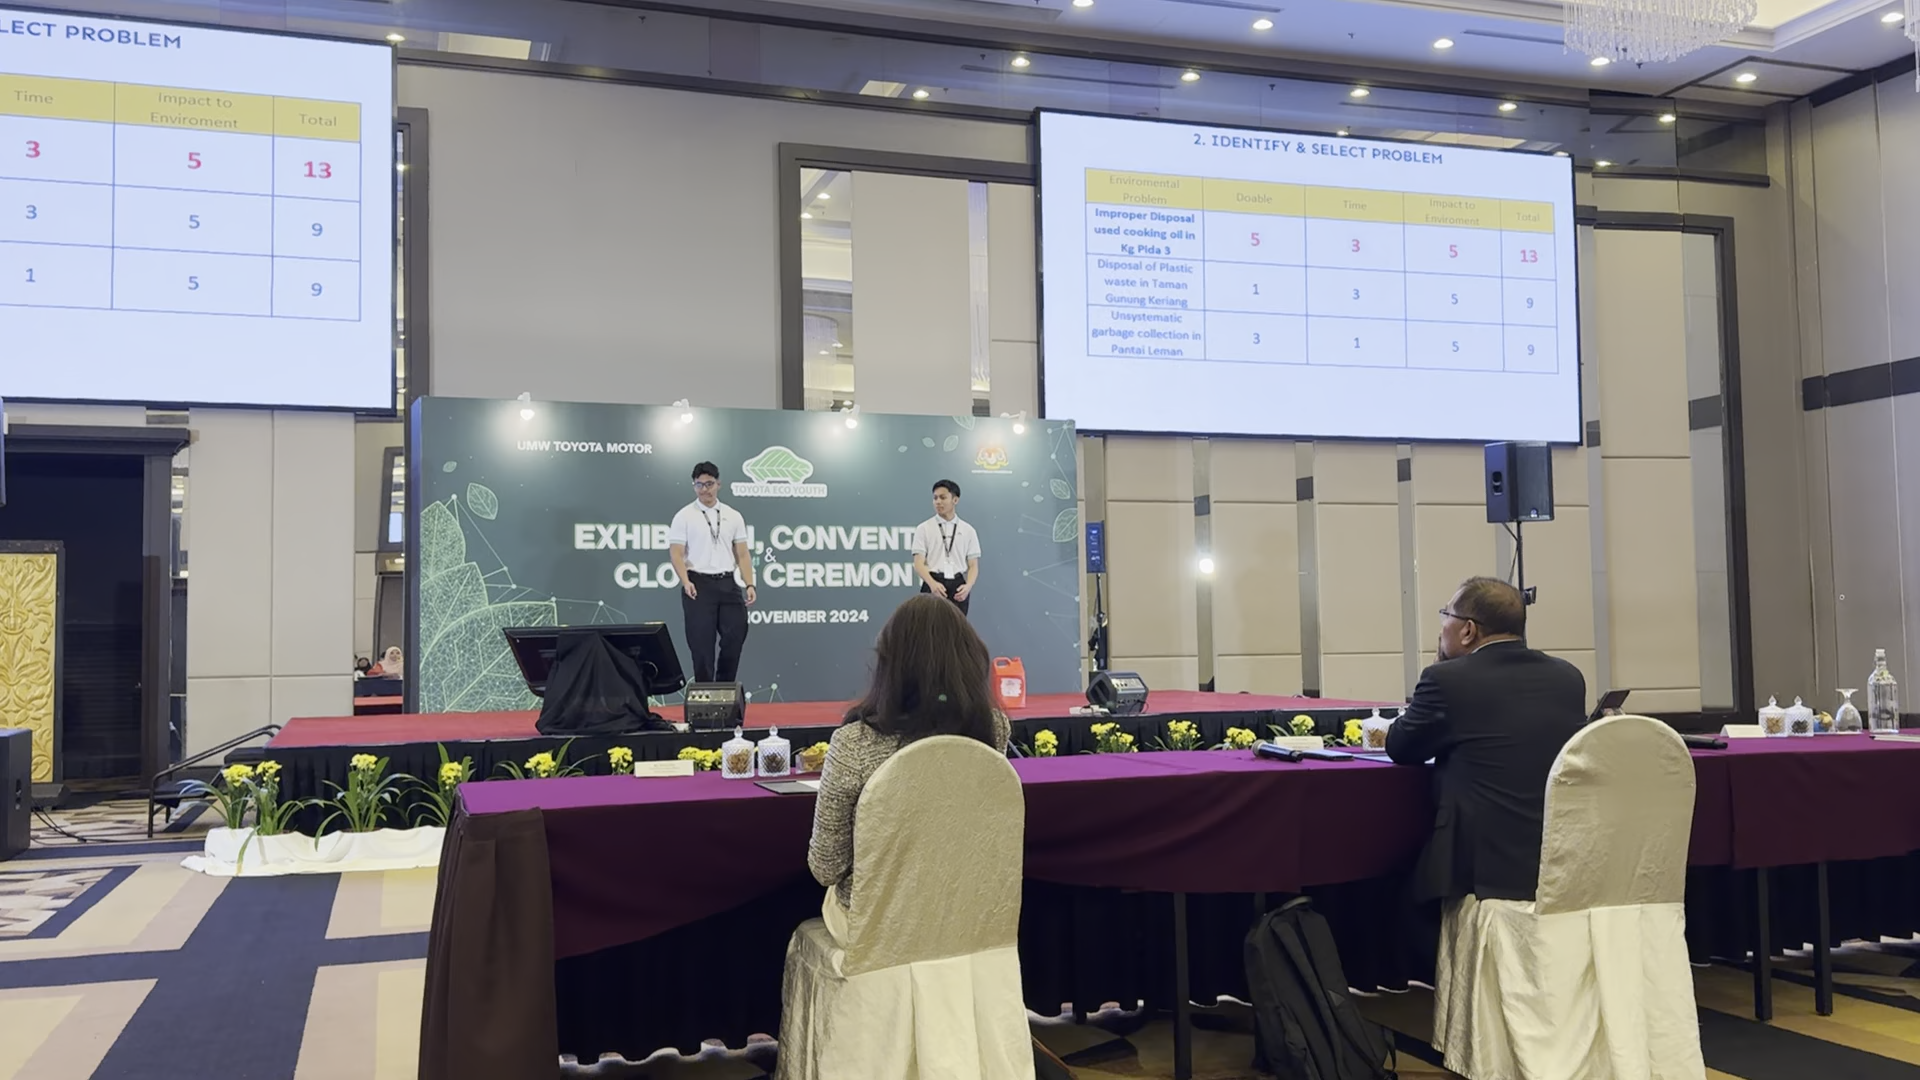 LECT PROBLEM
Time
Impact to
Enviroment
Total
3
5
13
3
5
9
1
5
9
2. IDENTIFY & SELECT PROBLEM
Enviromental
Problem
Doable
Time
Impact to
Enviroment
Total
Improper Disposal
used cooking oil in
Kg Pida 3
5
3
5
13
Disposal of Plastic
waste in Taman
Gunung Keriang
1
3
5
9
Unsystematic
garbage collection in
Pantai Leman
3
1
5
9
UMW TOYOTA MOTOR
TOYOTA ECO YOUTH
EXHIB N, CONVENT
&
CLO G CEREMON
NOVEMBER 2024